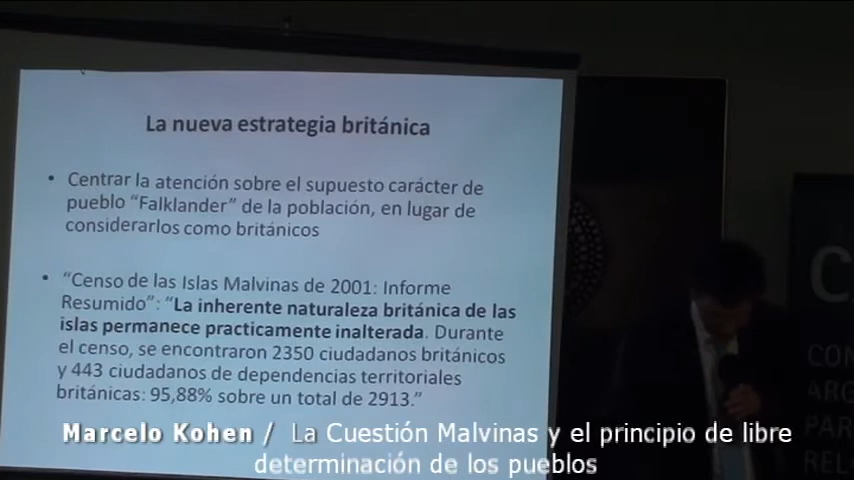 La nueva estrategia británica
• Centrar la atención sobre el supuesto carácter de
pueblo “Falklander” de la población, en lugar de
considerarlos como británicos
• “Censo de las Islas Malvinas de 2001: Informe
Resumido”: “La inherente naturaleza británica de las
islas permanece practicamente inalterada. Durante
el censo, se encontraron 2350 ciudadanos británicos
y 443 ciudadanos de dependencias territoriales
británicas: 95,88% sobre un total de 2913.”
Marcelo Kohen / La Cuestión Malvinas y el principio de libre
determinación de los pueblos